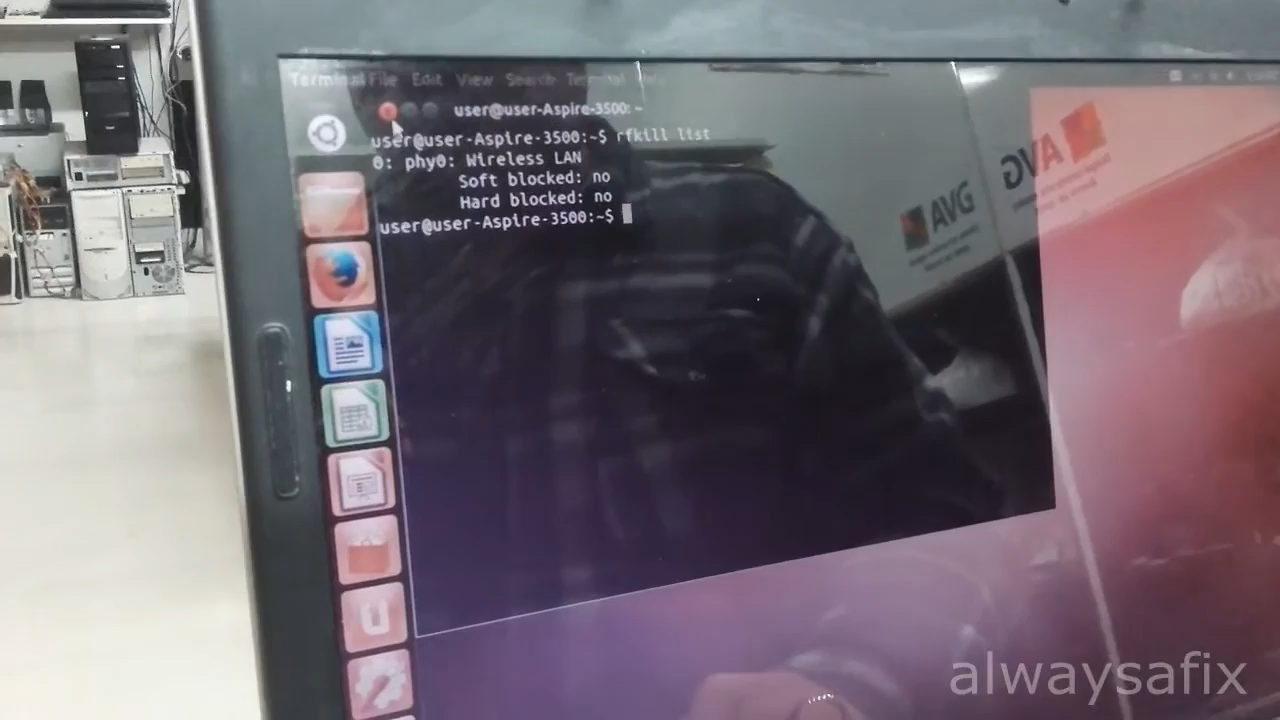 Terminal File Edit View Search Terminal
user@user-Aspire-3500: ~
user@user-Aspire-3500:~$ rfkill list
0: phy0: Wireless LAN
Soft blocked: no
Hard blocked: no
user@user-Aspire-3500:~$
AVG
AVG
alwaysafix